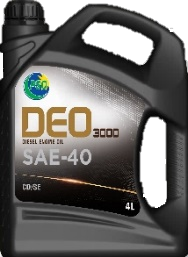 DEO 3000
DIESEL ENGINE OIL
SAE-40
CD/SE
4L